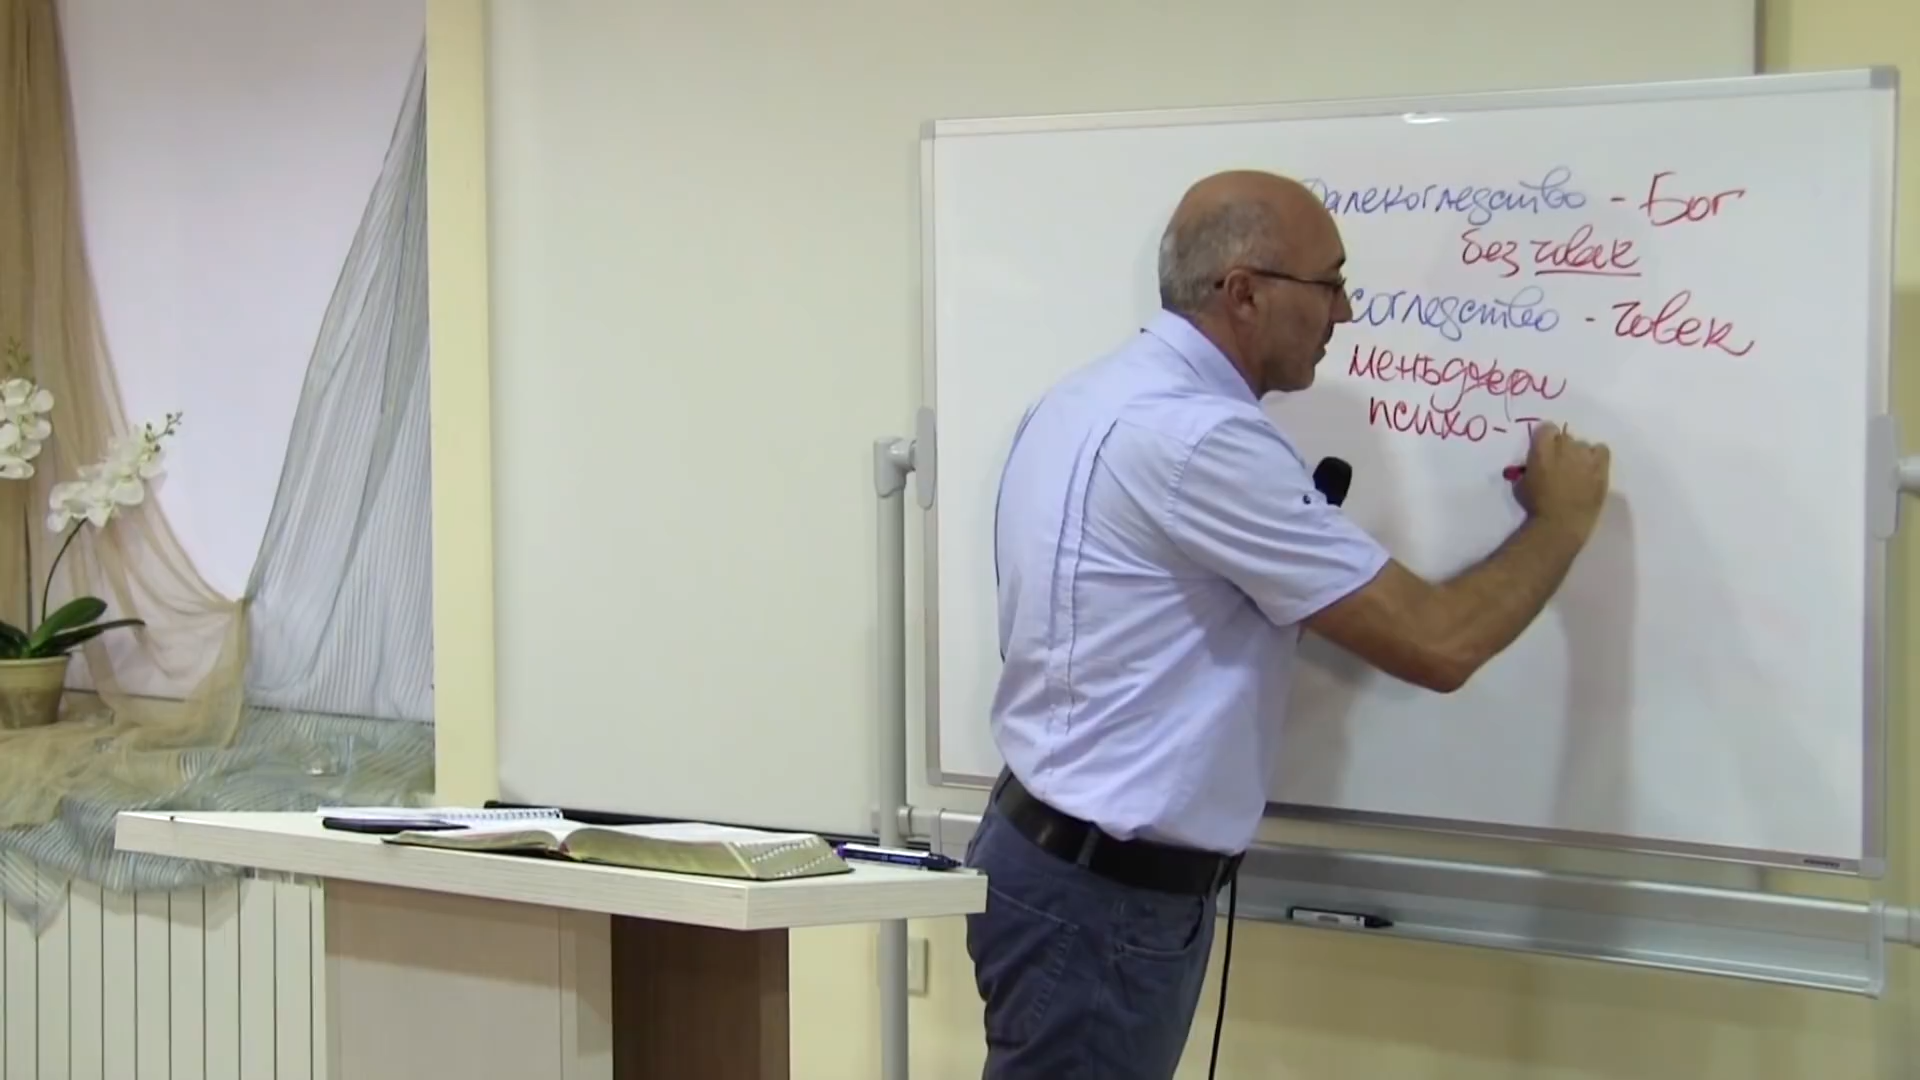 Далекогледство - Бог
без човек
согледство - човек
меньджери
психо-т